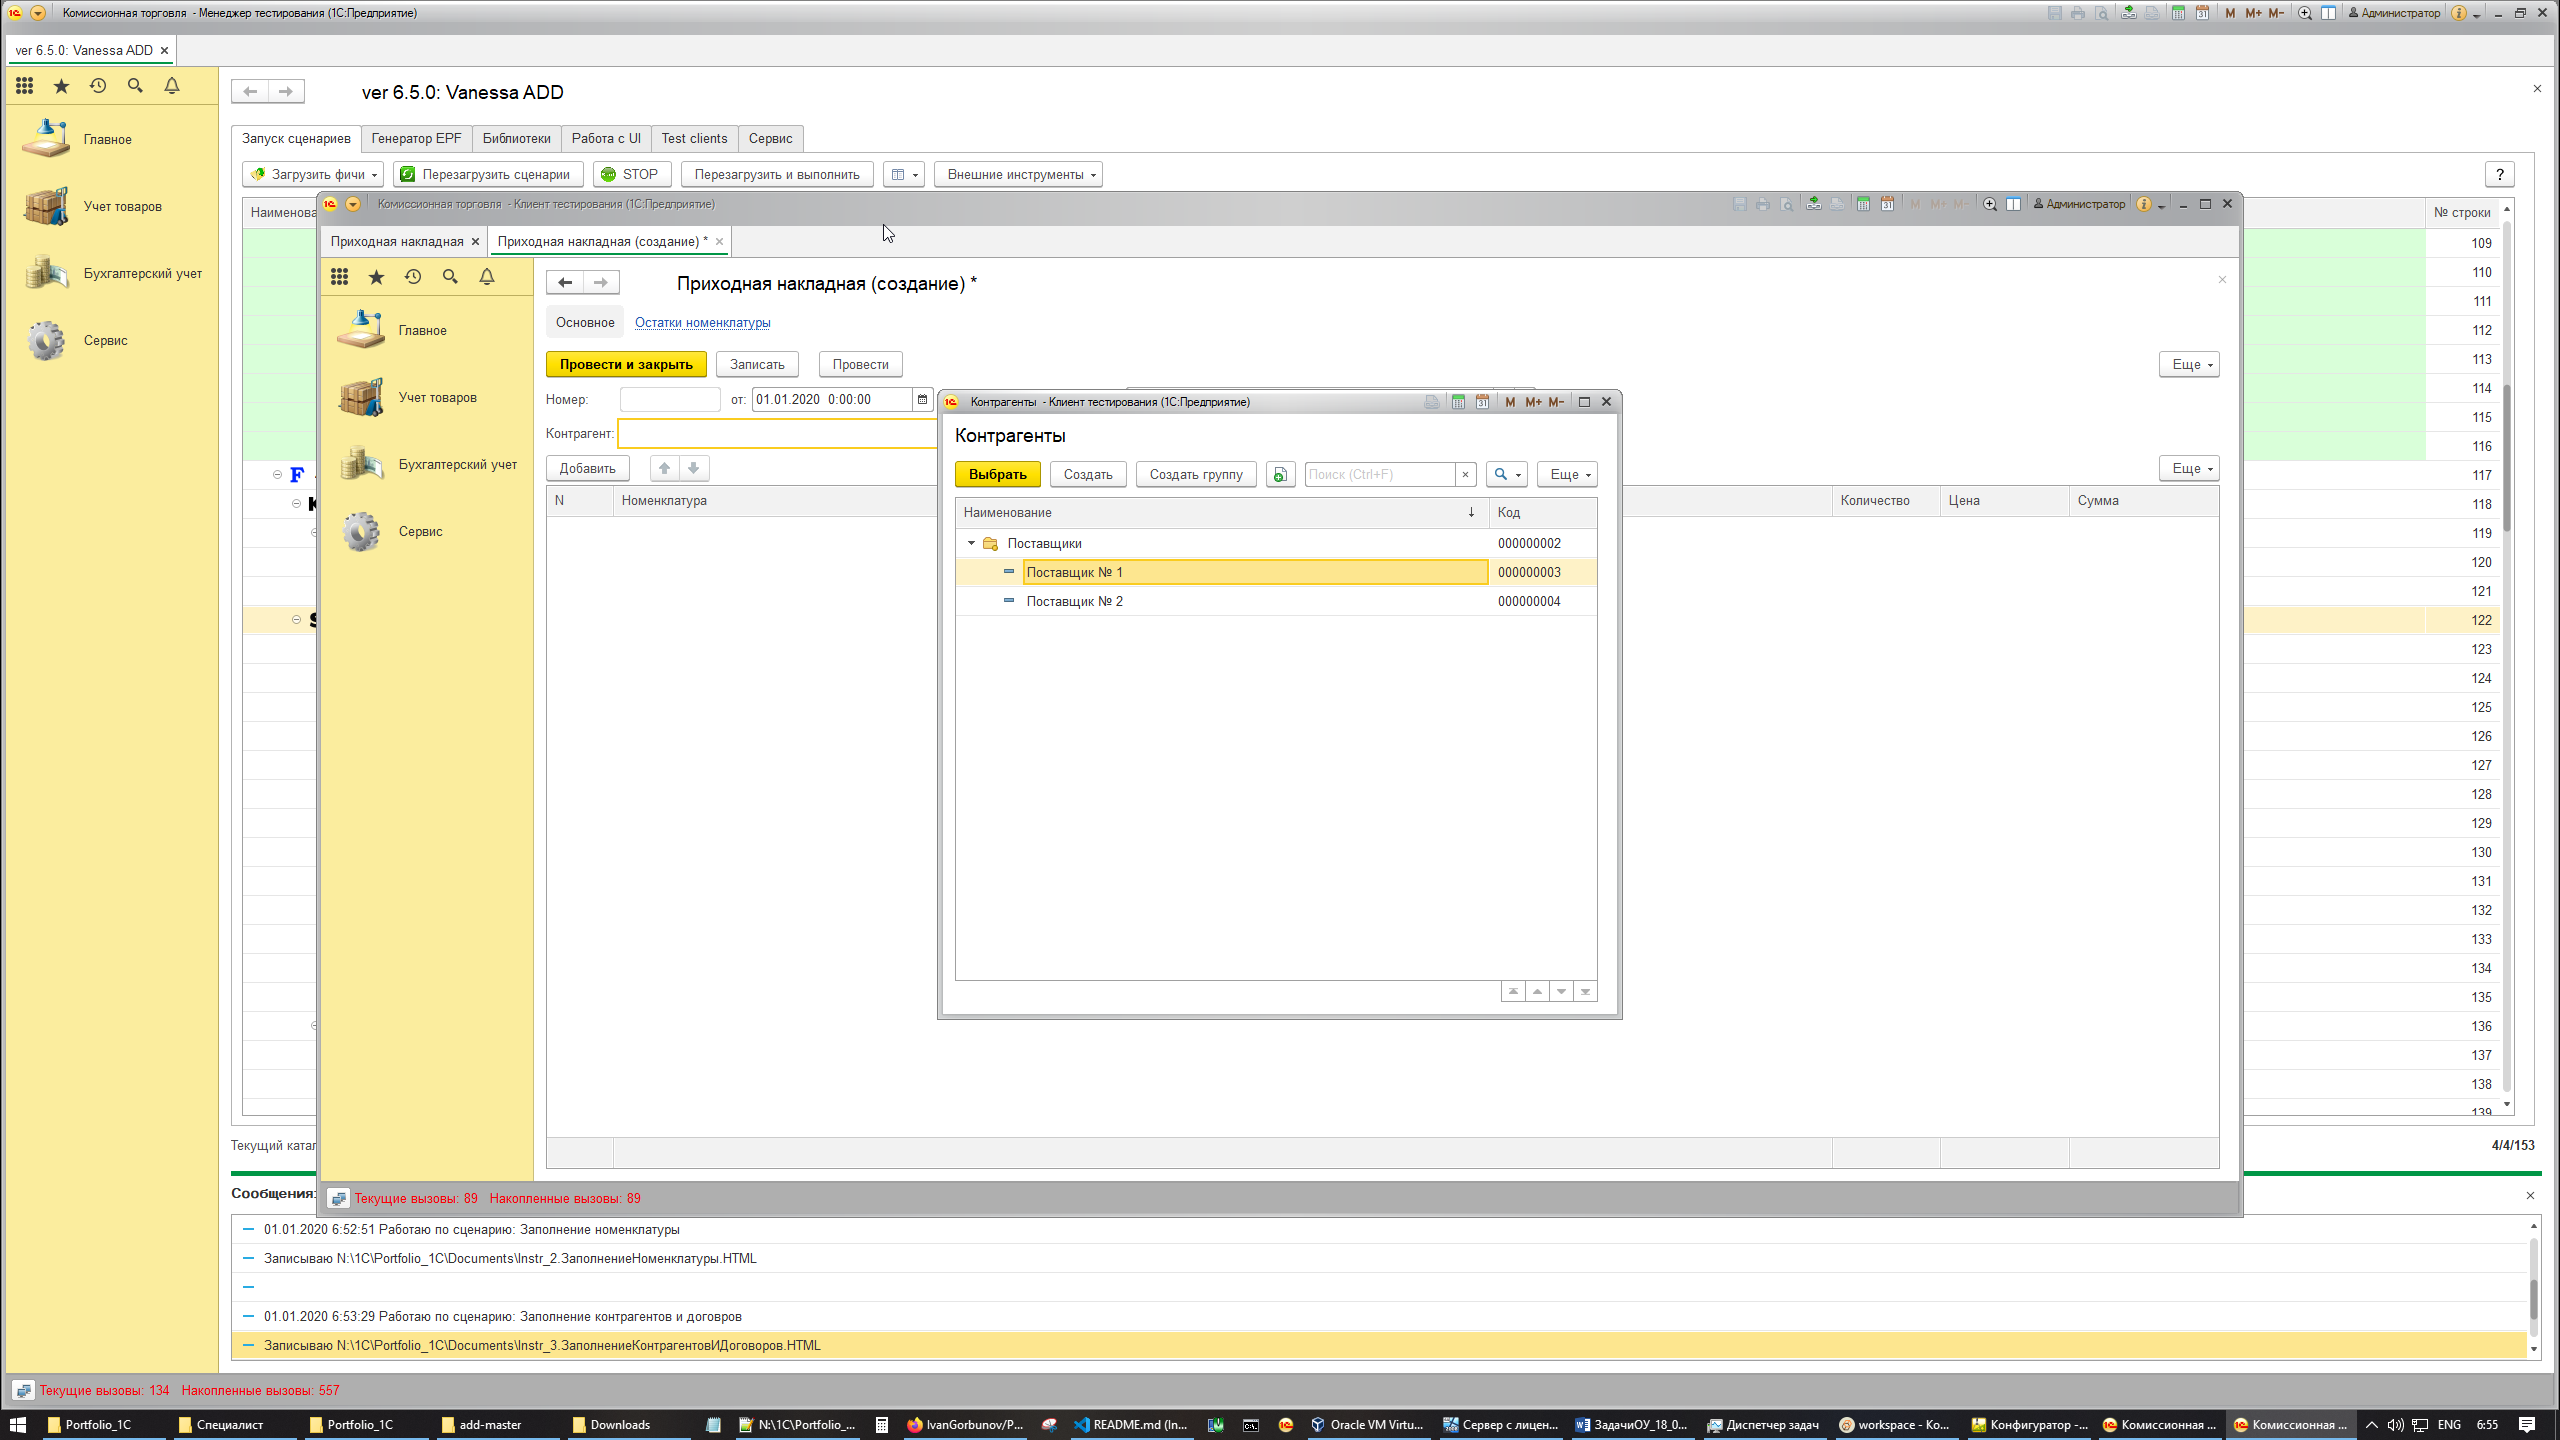 Комиссионная торговля - Менеджер тестирования (1С:Предприятие)
M M+ M-
Администратор
ver 6.5.0: Vanessa ADD
ver 6.5.0: Vanessa ADD
Главное
Учет товаров
Бухгалтерский учет
Сервис
Запуск сценариев
Генератор EPF
Библиотеки
Работа с UI
Test clients
Сервис
Загрузить фичи
Перезагрузить сценарии
STOP
Перезагрузить и выполнить
Внешние инструменты
?
№ строки
109
110
111
112
113
114
115
116
117
118
119
120
121
122
123
124
125
126
127
128
129
130
131
132
133
134
135
136
137
138
139
Комиссионная торговля - Клиент тестирования (1С:Предприятие)
M M+ M-
Администратор
Приходная накладная
Приходная накладная (создание) *
Главное
Учет товаров
Бухгалтерский учет
Сервис
Приходная накладная (создание) *
Основное
Остатки номенклатуры
Провести и закрыть
Записать
Провести
Еще
Номер:
от:
01.01.2020 0:00:00
Контрагент:
Добавить
Еще
N
Номенклатура
Количество
Цена
Сумма
Контрагенты - Клиент тестирования (1С:Предприятие)
M M+ M-
Контрагенты
Выбрать
Создать
Создать группу
Поиск (Ctrl+F)
Еще
Наименование
Код
Поставщики 000000002
Поставщик № 1 000000003
Поставщик № 2 000000004
Текущие вызовы: 89 Накопленные вызовы: 89
4/4/153
Сообщения:
01.01.2020 6:52:51 Работаю по сценарию: Заполнение номенклатуры
Записываю N:\1C\Portfolio_1C\Documents\Instr_2.ЗаполнениеНоменклатуры.HTML
01.01.2020 6:53:29 Работаю по сценарию: Заполнение контрагентов и договров
Записываю N:\1C\Portfolio_1C\Documents\Instr_3.ЗаполнениеКонтрагентовИДоговоров.HTML
Текущие вызовы: 134 Накопленные вызовы: 557
Portfolio_1C
Специалист
Portfolio_1C
add-master
Downloads
N:\1C\Portfolio_...
IvanGorbunov/P...
README.md (In...
Oracle VM Virtu...
Сервер с лицен...
ЗадачиОУ_18_0...
Диспетчер задач
workspace - Ко...
Конфигуратор -...
Комиссионная ...
Комиссионная ...
ENG
6:55